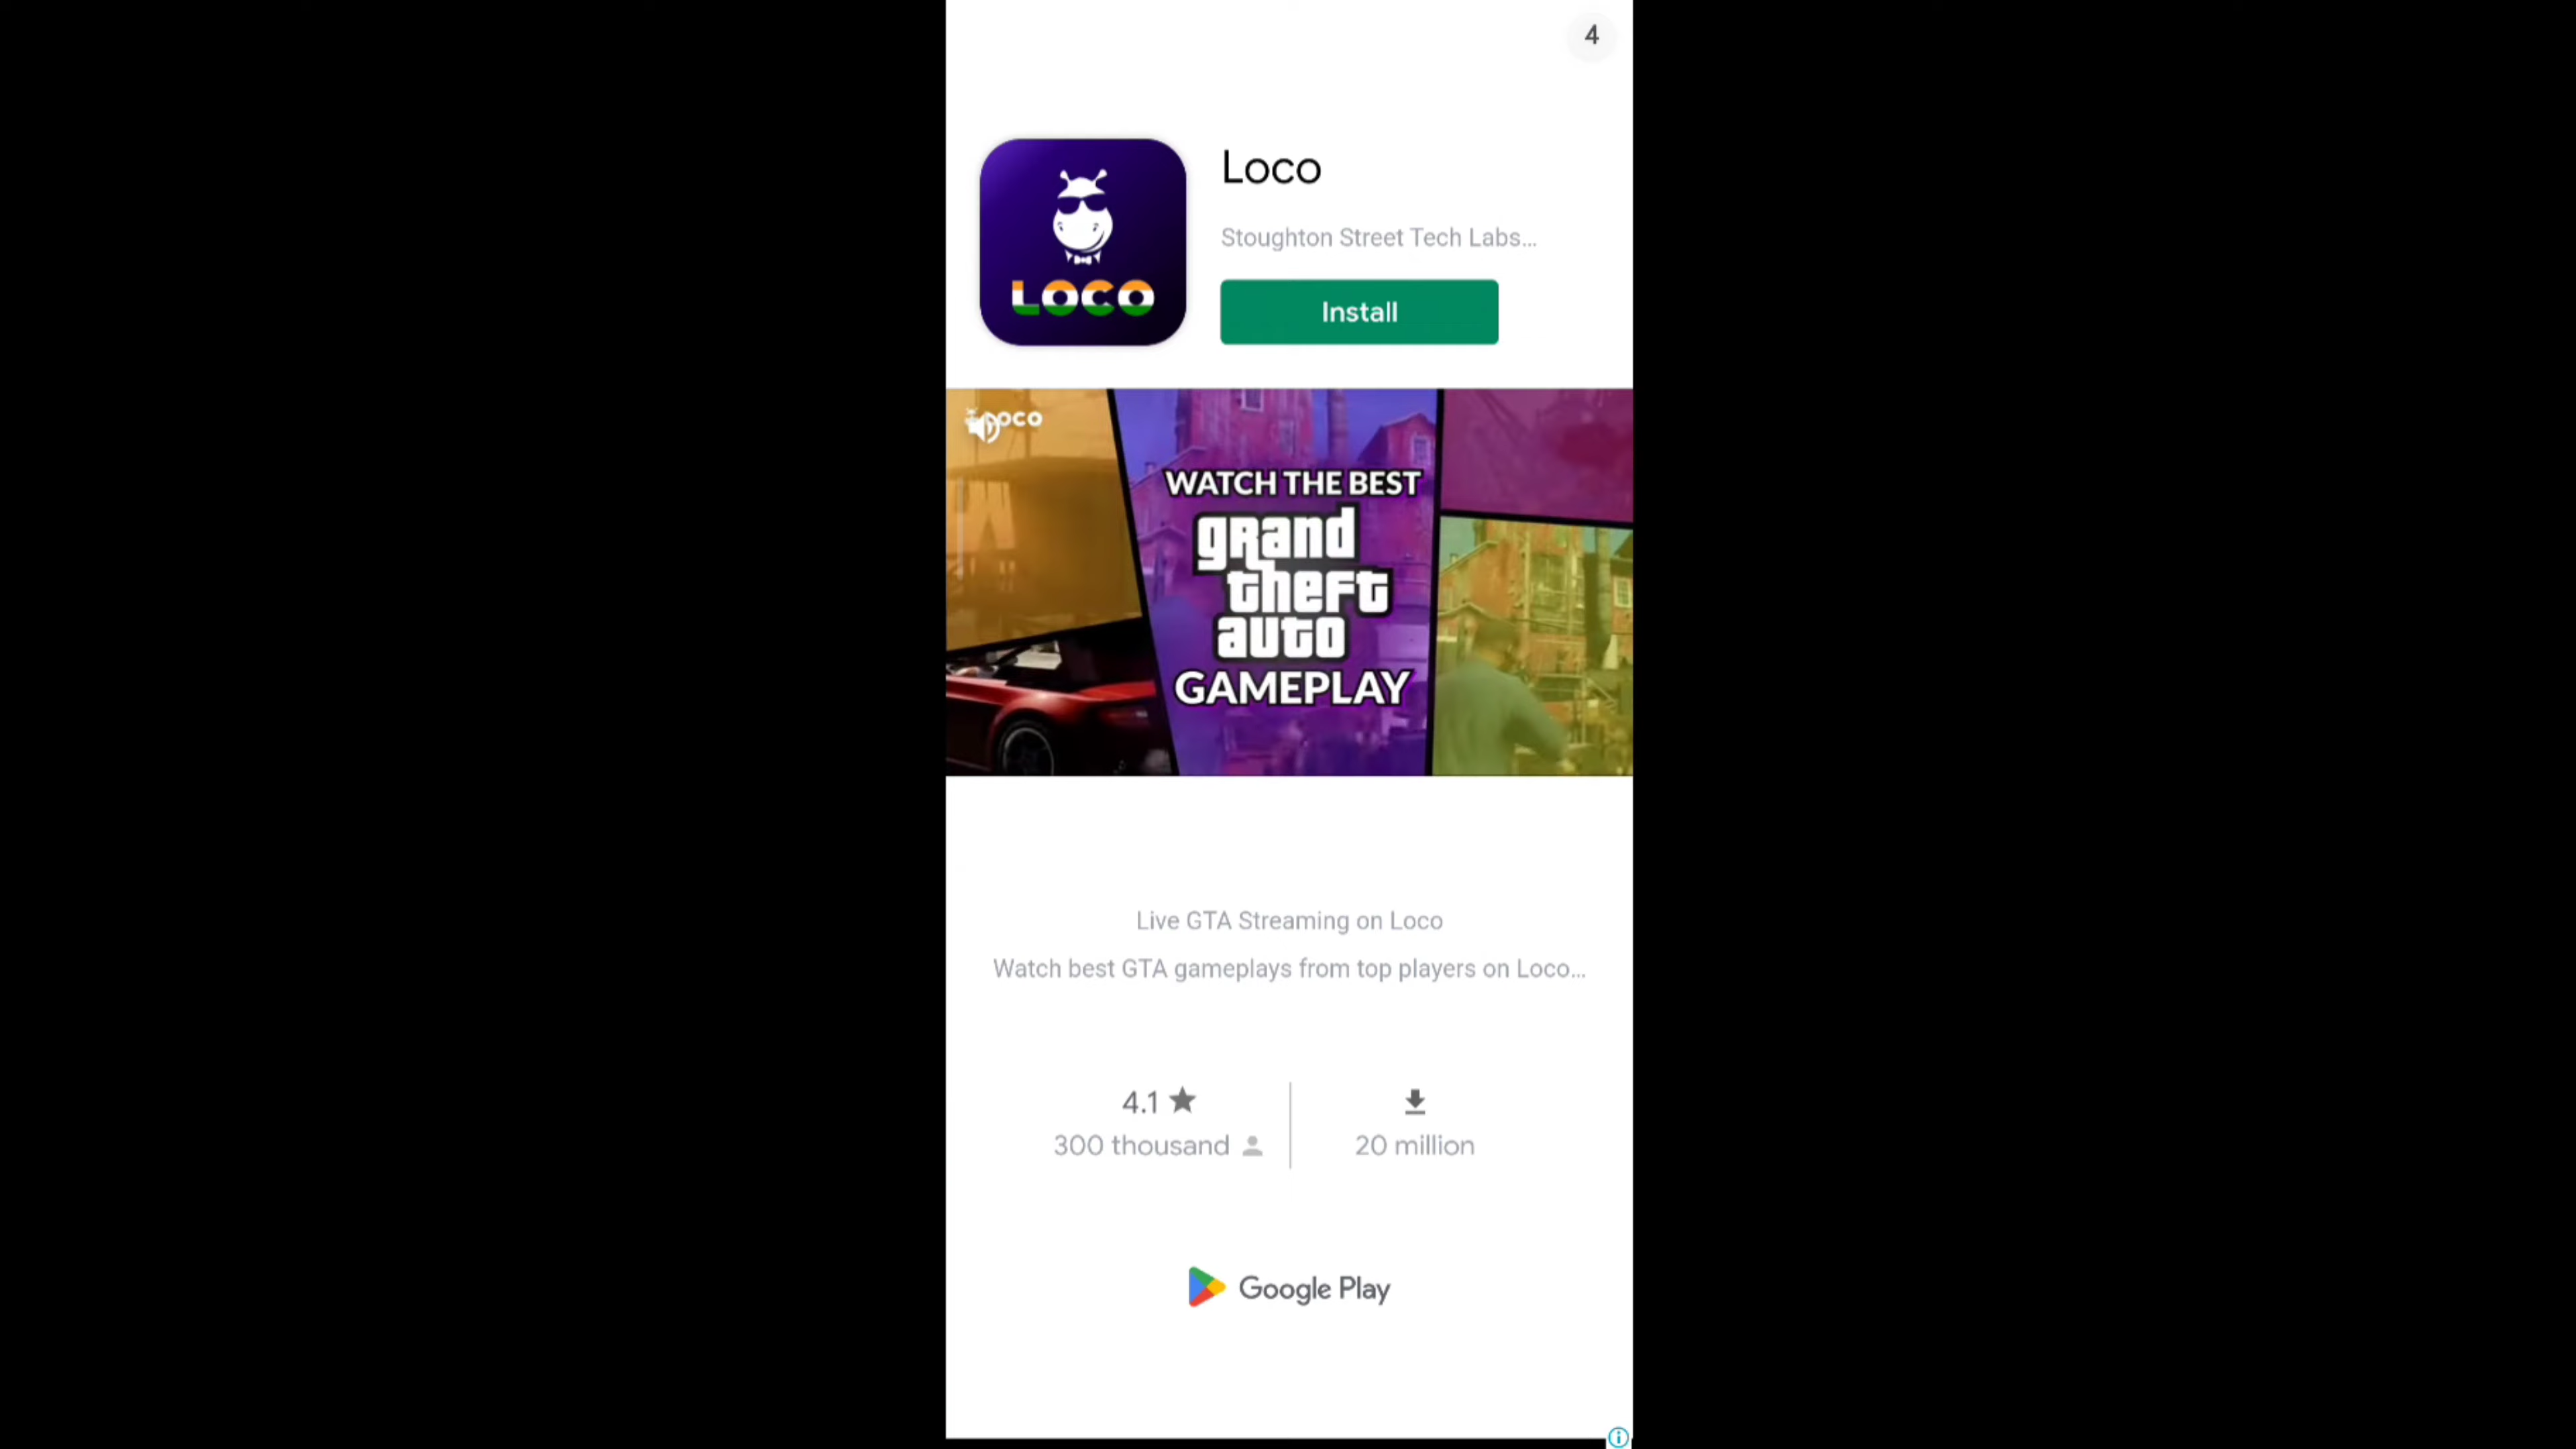 4
Loco
Stoughton Street Tech Labs...
Install
LOCO
oco
WATCH THE BEST
grand
theft
auto
GAMEPLAY
Live GTA Streaming on Loco
Watch best GTA gameplays from top players on Loco...
4.1
300 thousand
20 million
Google Play